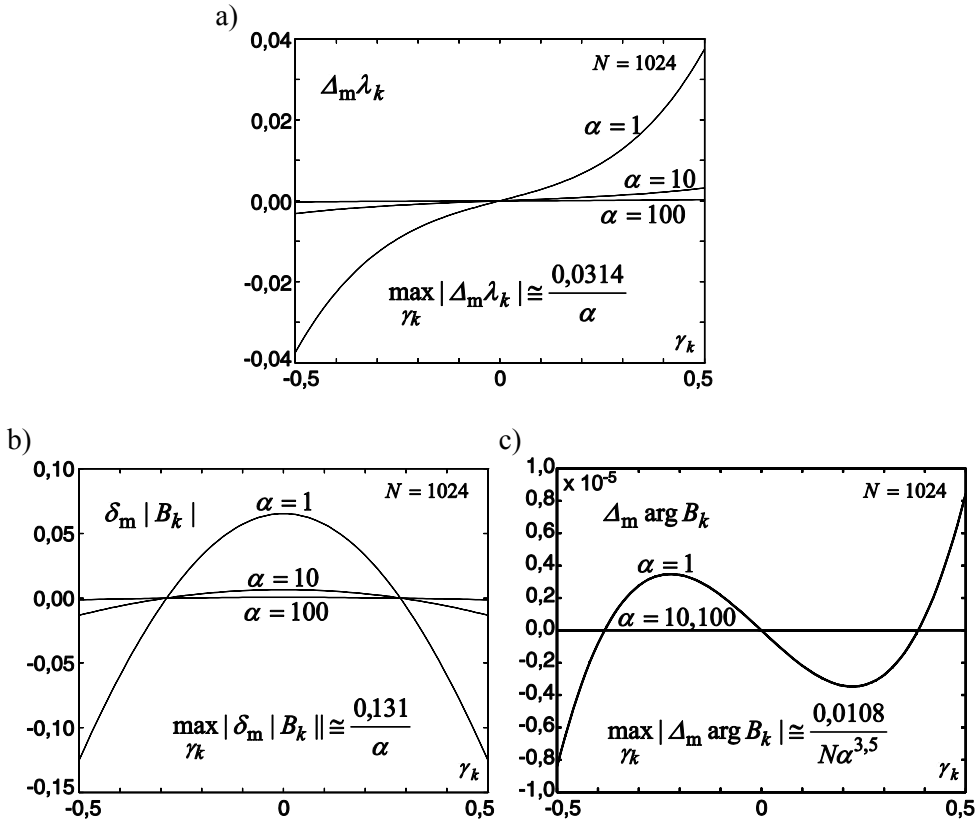 a)
0,04
0,02
0,00
-0,02
-0,04
Δₘλₖ
N = 1024
α = 1
α = 10
α = 100
max |Δₘλₖ| ≅ 0,0314/α
γₖ
γₖ
-0,5 0 0,5
b)
0,10
0,05
0,00
-0,05
-0,10
-0,15
δₘ |Bₖ|
N = 1024
α = 1
α = 10
α = 100
max |δₘ |Bₖ|| ≅ 0,131/α
γₖ
γₖ
-0,5 0 0,5
c)
1,0
x 10⁻⁵
0,8
0,6
0,4
0,2
0,0
-0,2
-0,4
-0,6
-0,8
-1,0
N = 1024
Δₘ arg Bₖ
α = 1
α = 10,100
max |Δₘ arg Bₖ| ≅ 0,0108/Nα³˒⁵
γₖ
γₖ
-0,5 0 0,5